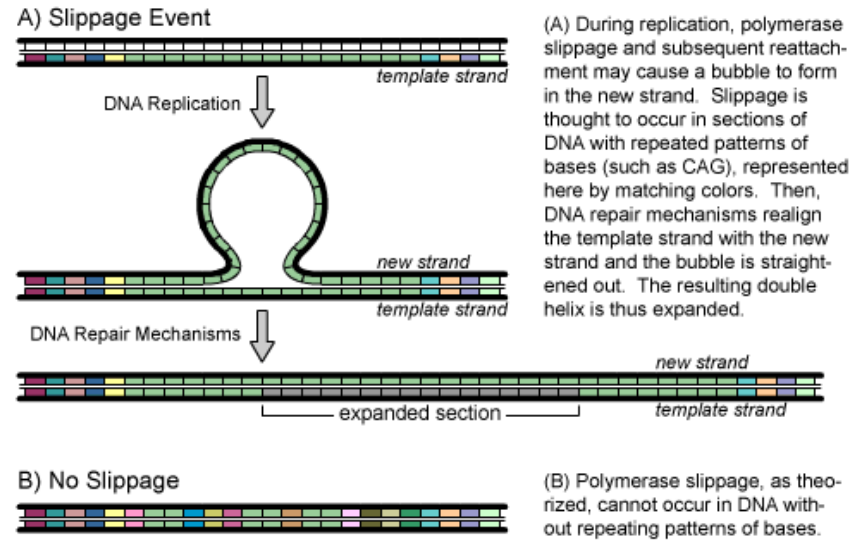 A) Slippage Event
template strand
DNA Replication
new strand
template strand
DNA Repair Mechanisms
new strand
expanded section
template strand
(A) During replication, polymerase
slippage and subsequent reattach-
ment may cause a bubble to form
in the new strand. Slippage is
thought to occur in sections of
DNA with repeated patterns of
bases (such as CAG), represented
here by matching colors. Then,
DNA repair mechanisms realign
the template strand with the new
strand and the bubble is straight-
ened out. The resulting double
helix is thus expanded.
B) No Slippage
(B) Polymerase slippage, as theo-
rized, cannot occur in DNA with-
out repeating patterns of bases.